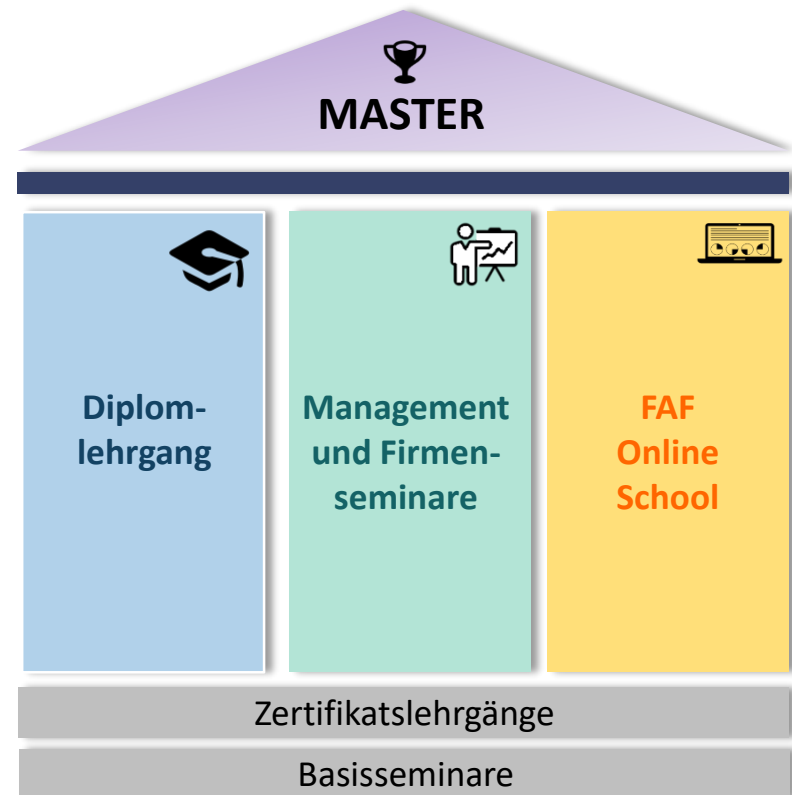 MASTER
Diplom-
lehrgang
Management
und Firmen-
seminare
FAF
Online
School
Zertifikatslehrgänge
Basisseminare